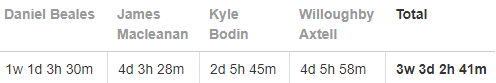 Daniel Beales James Kyle Willoughby Total
Macleanan Bodin Axtell
1w 1d 3h 30m 4d 3h 28m 2d 5h 45m 4d 5h 58m 3w 3d 2h 41m